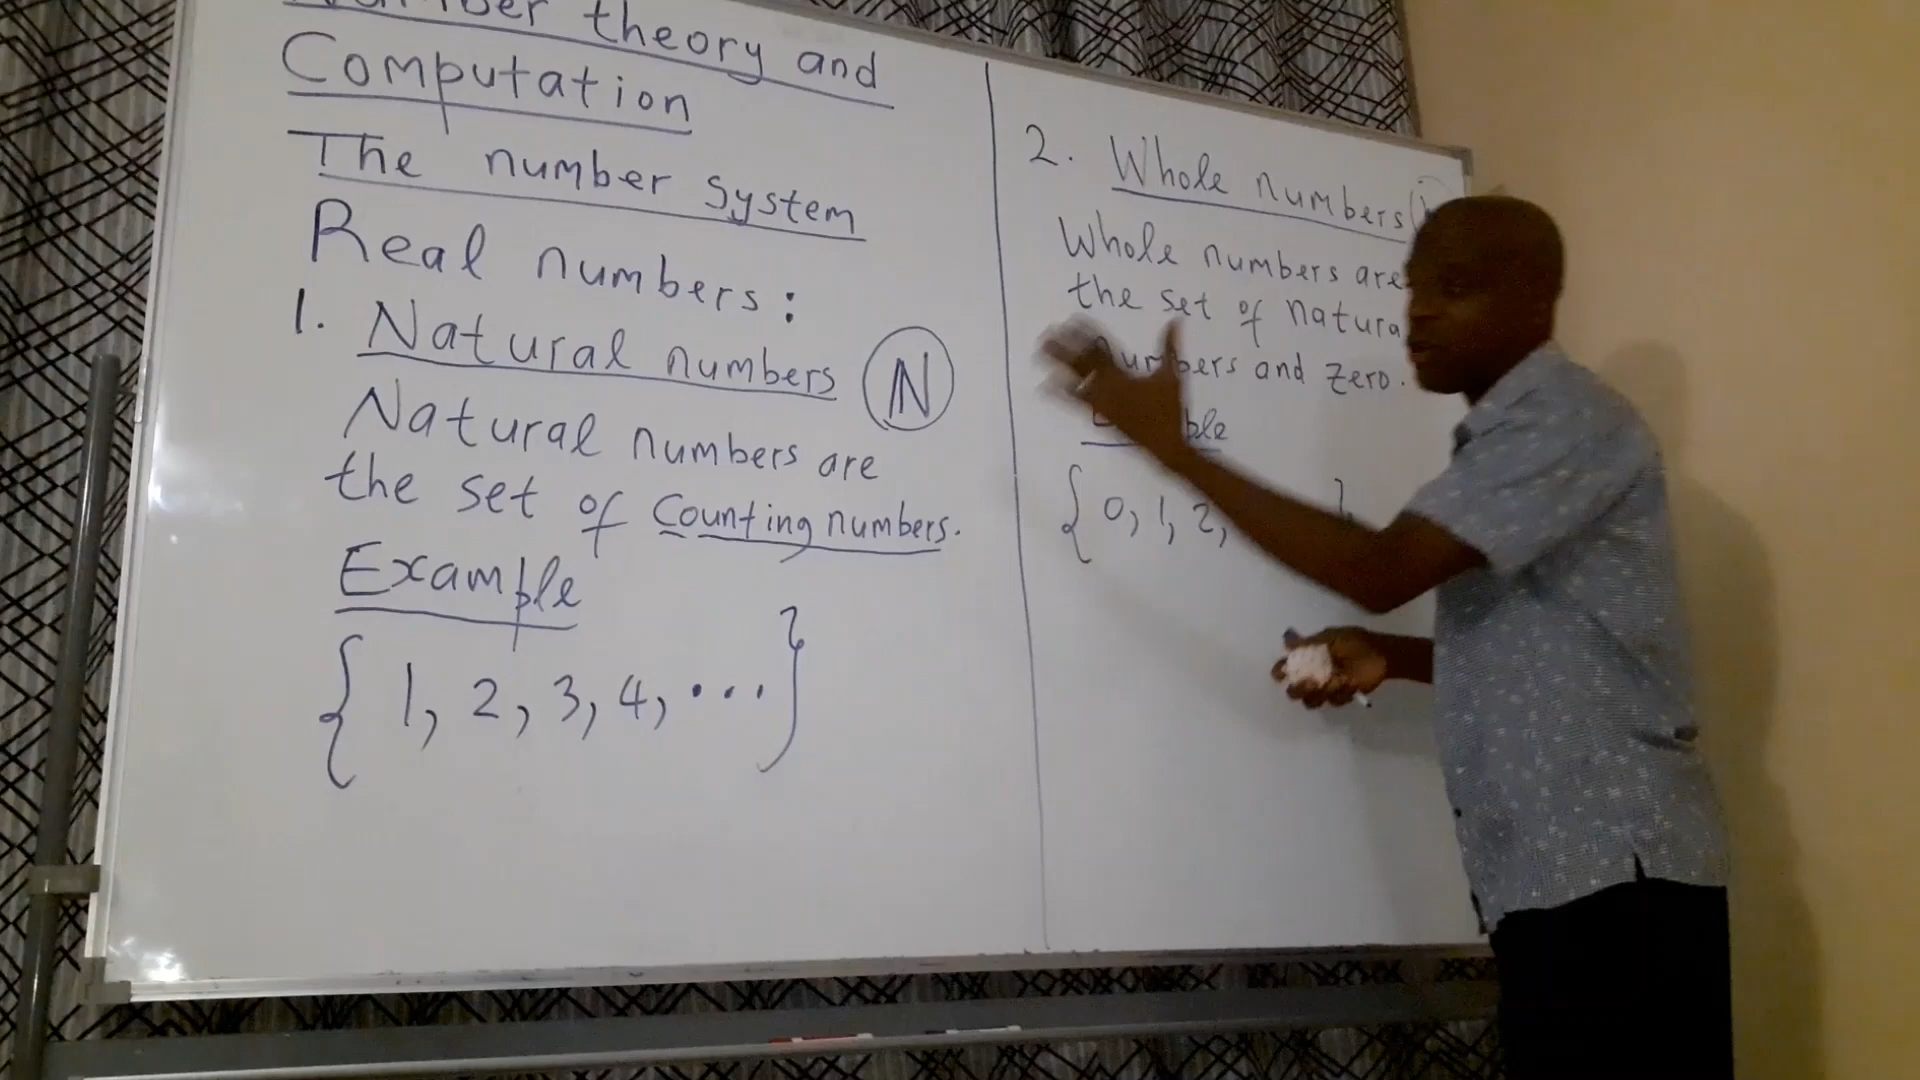 Number theory and
Computation
The number system
Real numbers:
1. Natural numbers N
Natural numbers are
the set of Counting numbers.
Example
{1, 2, 3, 4, ...}
2. Whole numbers
Whole numbers are
the set of natura
numbers and zero.
{0, 1, 2, }